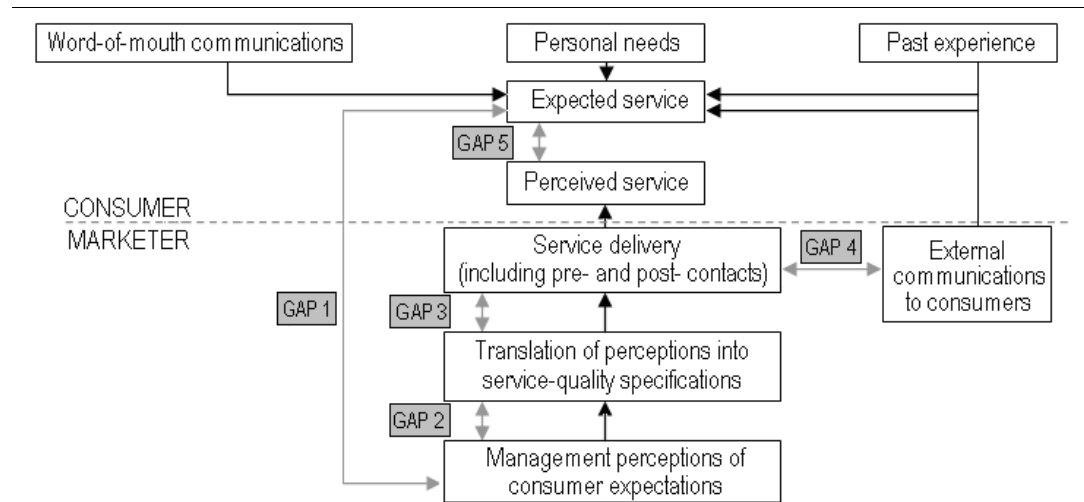 Word-of-mouth communications
Personal needs
Past experience
Expected service
GAP 5
Perceived service
CONSUMER
MARKETER
Service delivery
(including pre- and post- contacts)
GAP 4
External
communications
to consumers
GAP 1
GAP 3
Translation of perceptions into
service-quality specifications
GAP 2
Management perceptions of
consumer expectations